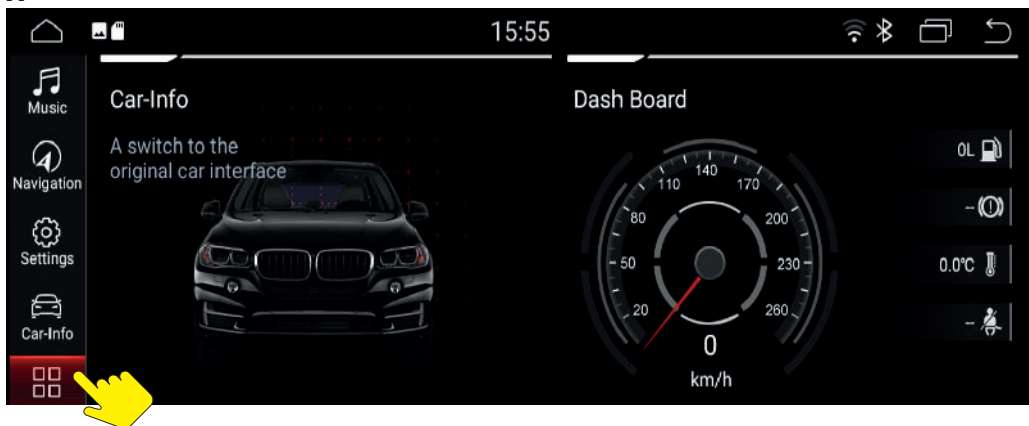 15:55
Music
Navigation
Settings
Car-Info
Car-Info
A switch to the
original car interface
Dash Board
20
50
80
110
140
170
200
230
260
0
km/h
0L
--
0.0°C
--